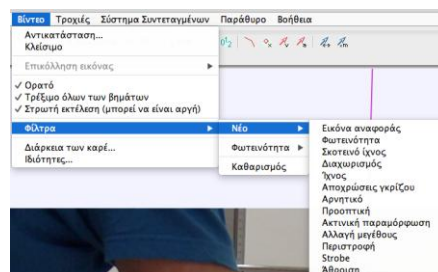 Βίντεο Τροχιές Σύστημα Συντεταγμένων Παράθυρο Βοήθεια
Αντικατάσταση...
Κλείσιμο
Επικόλληση εικόνας
✓ Ορατό
✓ Τρέξιμο όλων των βημάτων
✓ Στρωτή εκτέλεση (μπορεί να είναι αργή)
Φίλτρα
Διάρκεια των καρέ...
Ιδιότητες...
Νέο
Φωτεινότητα
Καθαρισμός
Εικόνα αναφοράς
Φωτεινότητα
Σκοτεινό ίχνος
Διαχωρισμός
Ίχνος
Αποχρώσεις γκρίζου
Αρνητικό
Προοπτική
Ακτινική παραμόρφωση
Αλλαγή μεγέθους
Περιστροφή
Strobe
Άθροιση